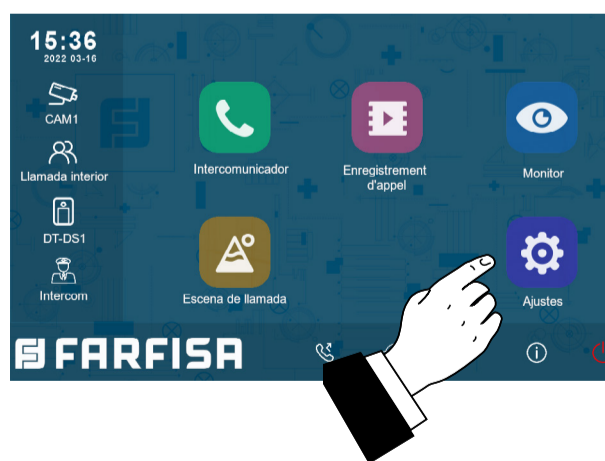 15:36
2022 03-16
CAM1
Llamada interior
DT-DS1
Intercom
Intercomunicador
Enregistrement
d'appel
Monitor
Escena de llamada
Ajustes
FARFISA